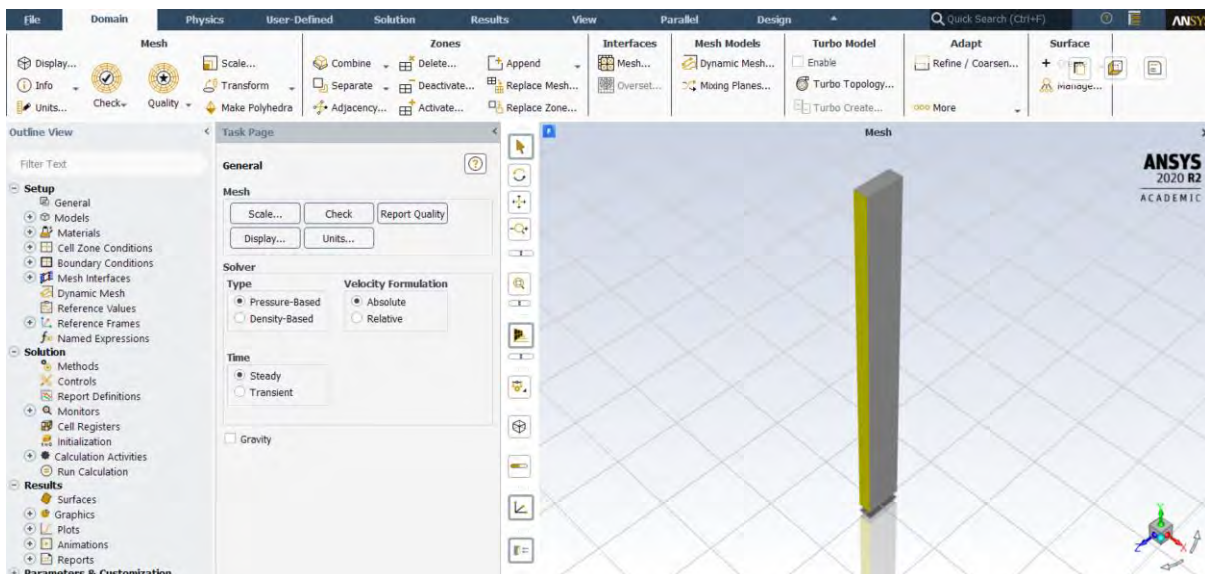 File Domain Physics User-Defined Solution Results View Parallel Design Quick Search (Ctrl+F) ANSYS
Mesh Zones Interfaces Mesh Models Turbo Model Adapt Surface
Display... Scale... Combine Delete... Append Mesh... Dynamic Mesh... Enable Refine / Coarsen... +
Info Transform Separate Deactivate... Replace Mesh... Overset... Mixing Planes... Turbo Topology... Manage...
Units... Check Quality Make Polyhedra Adjacency... Activate... Replace Zone... Turbo Create... More
Outline View
Filter Text
Setup
General
Models
Materials
Cell Zone Conditions
Boundary Conditions
Mesh Interfaces
Dynamic Mesh
Reference Values
Reference Frames
Named Expressions
Solution
Methods
Controls
Report Definitions
Monitors
Cell Registers
Initialization
Calculation Activities
Run Calculation
Results
Surfaces
Graphics
Plots
Animations
Reports
Parameters & Customization
Task Page
General
Mesh
Scale... Check Report Quality
Display... Units...
Solver
Type Velocity Formulation
Pressure-Based Absolute
Density-Based Relative
Time
Steady
Transient
Gravity
Mesh
ANSYS
2020 R2
ACADEMIC
Y
Z X